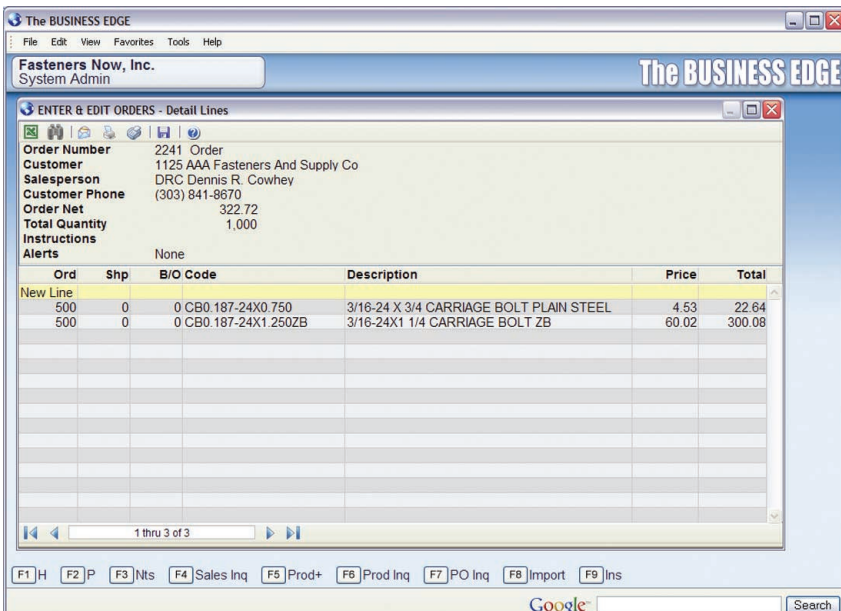 The BUSINESS EDGE
File Edit View Favorites Tools Help
Fasteners Now, Inc.
System Admin
The BUSINESS EDGE
ENTER & EDIT ORDERS - Detail Lines
Order Number 2241 Order
Customer 1125 AAA Fasteners And Supply Co
Salesperson DRC Dennis R. Cowhey
Customer Phone (303) 841-8670
Order Net 322.72
Total Quantity 1,000
Instructions
Alerts None
Ord Shp B/O Code Description Price Total
New Line
500 0 0 CB0.187-24X0.750 3/16-24 X 3/4 CARRIAGE BOLT PLAIN STEEL 4.53 22.64
500 0 0 CB0.187-24X1.250ZB 3/16-24X1 1/4 CARRIAGE BOLT ZB 60.02 300.08
1 thru 3 of 3
F1 H F2 P F3 Nts F4 Sales Inq F5 Prod+ F6 Prod Inq F7 PO Inq F8 Import F9 Ins
Google Search